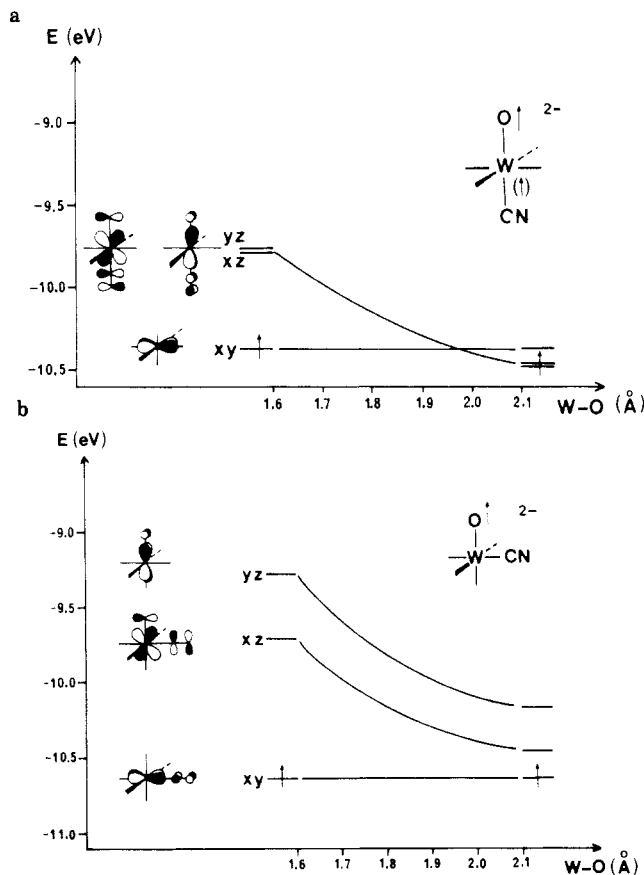 a
E (eV)
O 2-
-9.0
W
(↑)
CN
-9.5
yz
xz
-10.0
xy
-10.5
1.6 1.7 1.8 1.9 2.0 2.1 W-O (Å)
b
E (eV)
O 2-
-9.0
W CN
yz
-9.5
xz
-10.0
-10.5
xy
-11.0
1.6 1.7 1.8 1.9 2.0 2.1 W-O (Å)